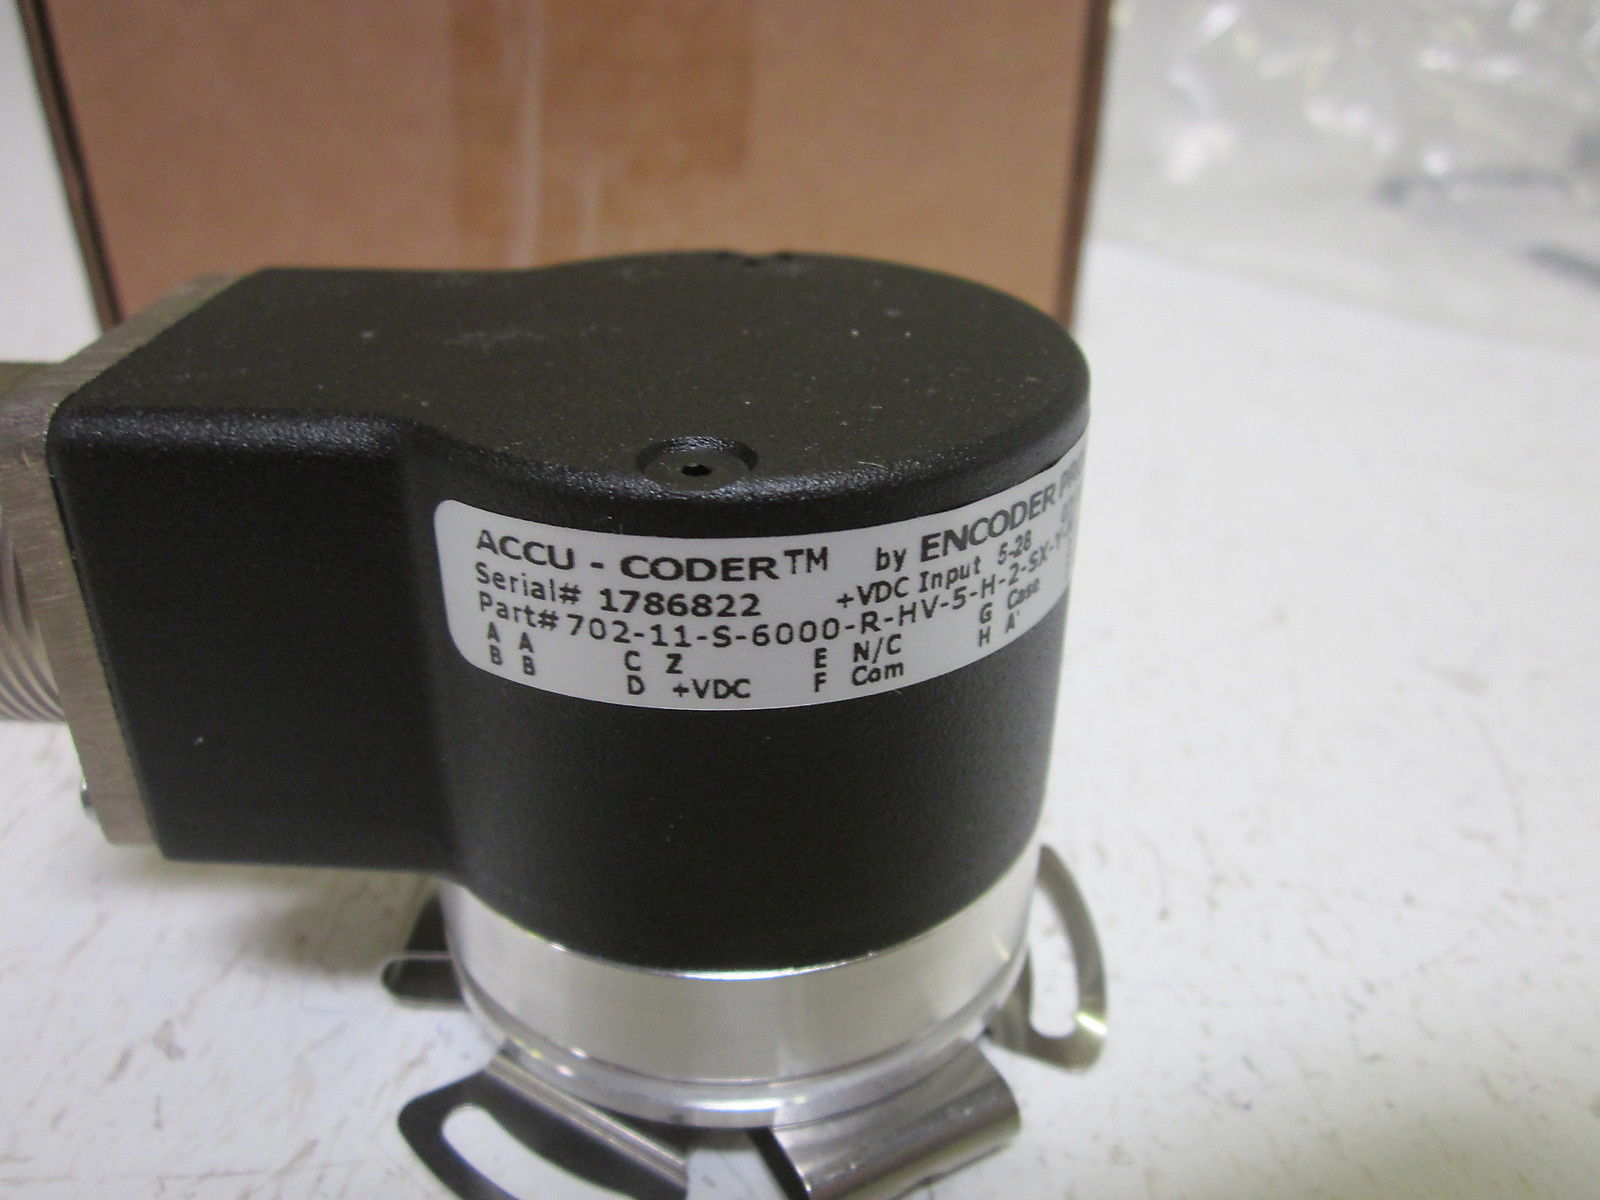 ACCU - CODER™ by ENCODER
Serial# 1786822 +VDC Input 5-28
Part# 702-11-S-6000-R-HV-5-H-2-SX-Y
A A C Z E N/C G Case
B B D +VDC F Com H A'